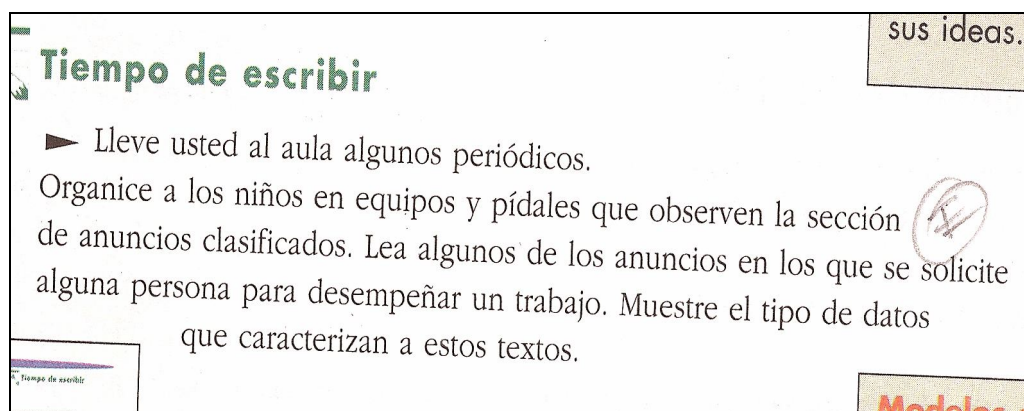 sus ideas.
Tiempo de escribir
► Lleve usted al aula algunos periódicos.
Organice a los niños en equipos y pídales que observen la sección
de anuncios clasificados. Lea algunos de los anuncios en los que se solicite
alguna persona para desempeñar un trabajo. Muestre el tipo de datos
que caracterizan a estos textos.
Tiempo de escribir
Modelos